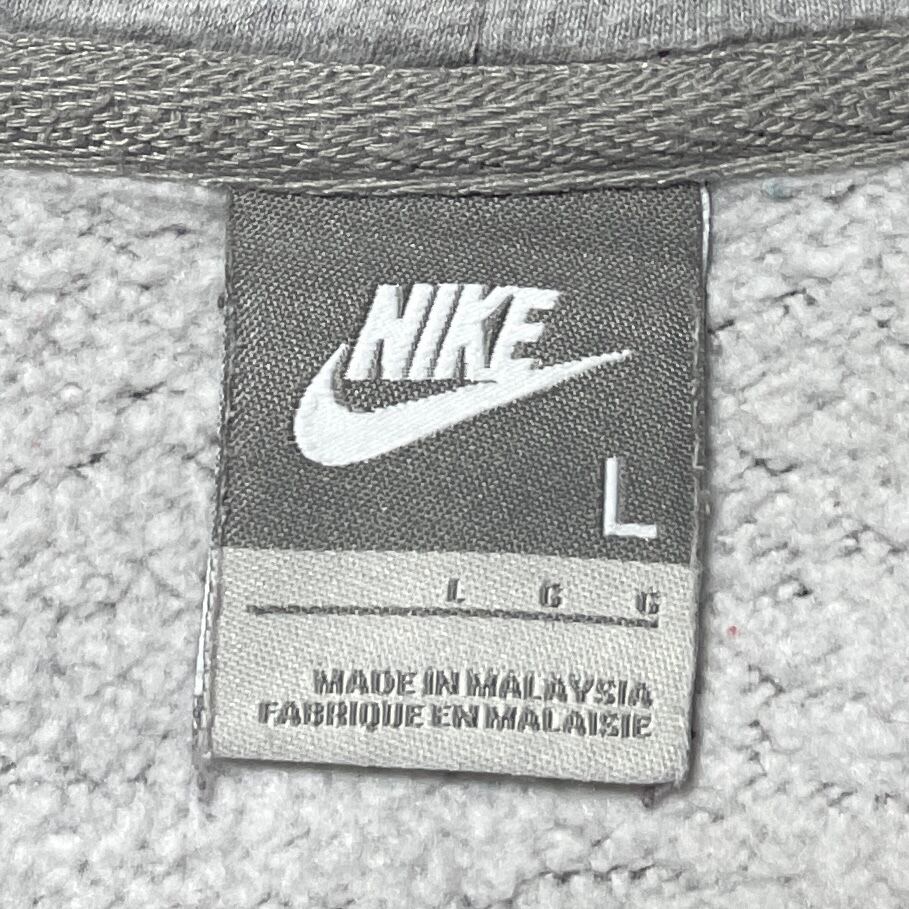 NIKE
L
L G G
MADE IN MALAYSIA
FABRIQUE EN MALAISIE